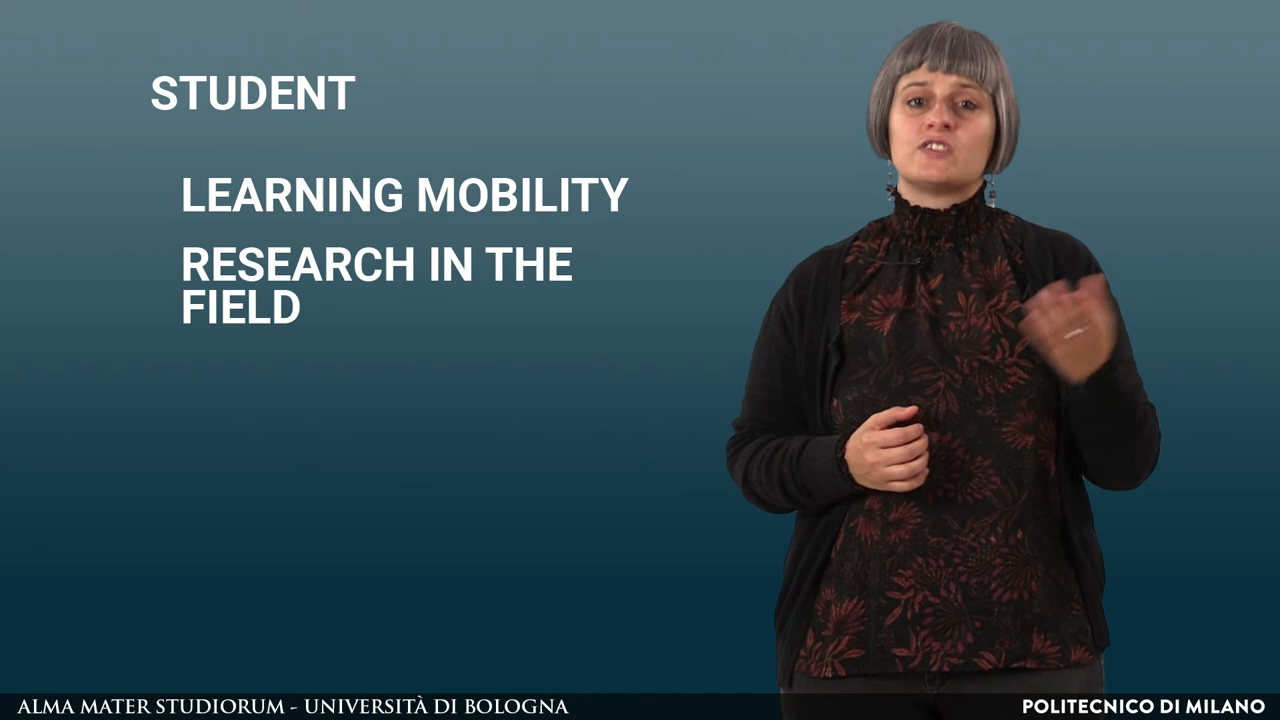 STUDENT
LEARNING MOBILITY
RESEARCH IN THE
FIELD
ALMA MATER STUDIORUM - UNIVERSITÀ DI BOLOGNA
POLITECNICO DI MILANO